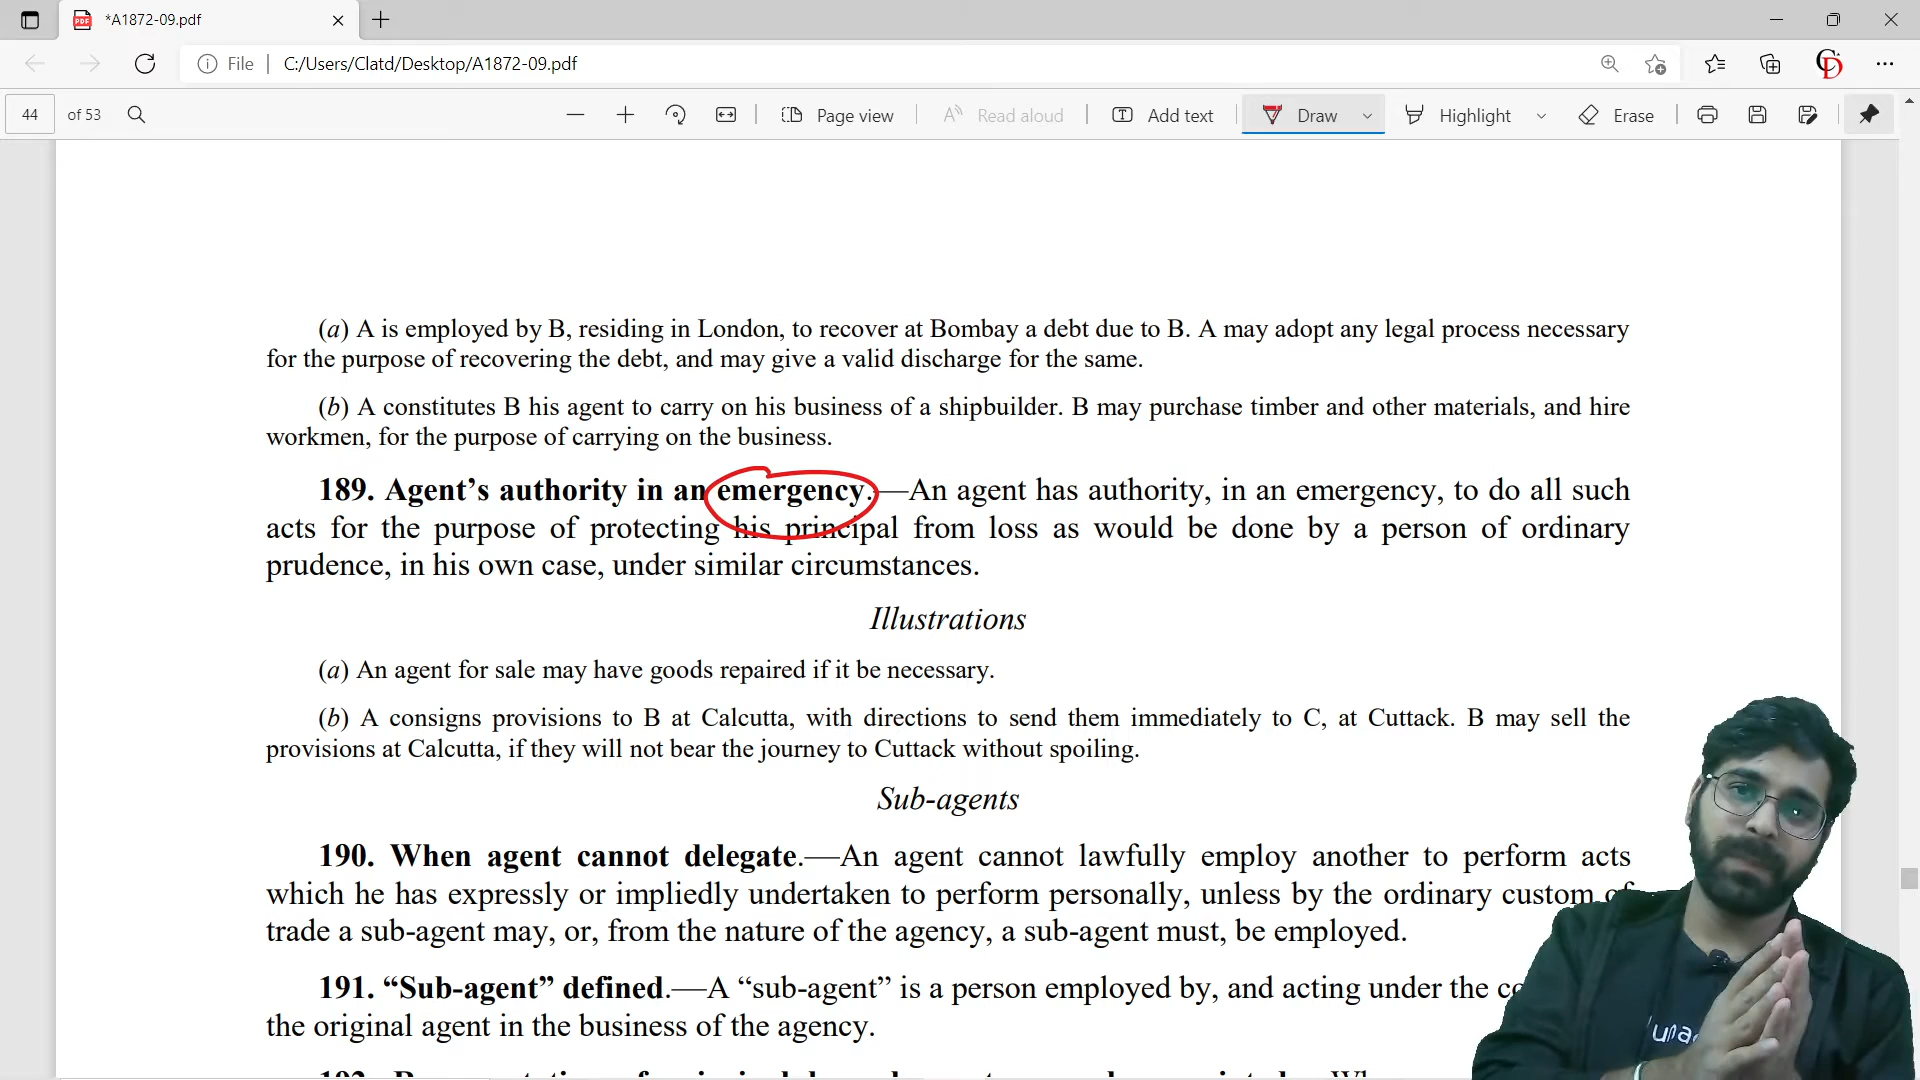 *A1872-09.pdf
File | C:/Users/Clatd/Desktop/A1872-09.pdf
CD
44 of 53
Page view
Read aloud
Add text
Draw
Highlight
Erase
(a) A is employed by B, residing in London, to recover at Bombay a debt due to B. A may adopt any legal process necessary
for the purpose of recovering the debt, and may give a valid discharge for the same.
(b) A constitutes B his agent to carry on his business of a shipbuilder. B may purchase timber and other materials, and hire
workmen, for the purpose of carrying on the business.
189. Agent’s authority in an emergency.—An agent has authority, in an emergency, to do all such
acts for the purpose of protecting his principal from loss as would be done by a person of ordinary
prudence, in his own case, under similar circumstances.
Illustrations
(a) An agent for sale may have goods repaired if it be necessary.
(b) A consigns provisions to B at Calcutta, with directions to send them immediately to C, at Cuttack. B may sell the
provisions at Calcutta, if they will not bear the journey to Cuttack without spoiling.
Sub-agents
190. When agent cannot delegate.—An agent cannot lawfully employ another to perform acts
which he has expressly or impliedly undertaken to perform personally, unless by the ordinary custom of
trade a sub-agent may, or, from the nature of the agency, a sub-agent must, be employed.
191. “Sub-agent” defined.—A “sub-agent” is a person employed by, and acting under the
the original agent in the business of the agency.